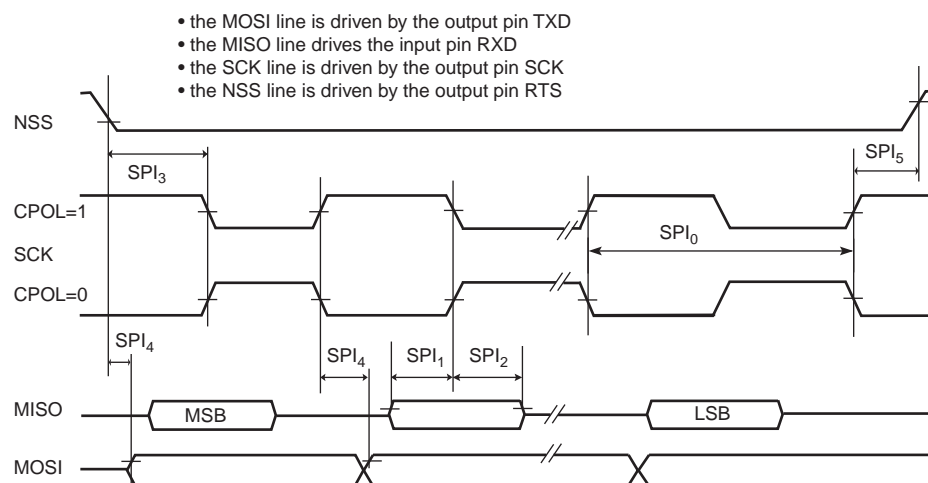 • the MOSI line is driven by the output pin TXD
• the MISO line drives the input pin RXD
• the SCK line is driven by the output pin SCK
• the NSS line is driven by the output pin RTS
NSS
SPI3
SPI5
CPOL=1
SCK
SPI0
CPOL=0
SPI4
SPI4
SPI1
SPI2
MISO
MSB
LSB
MOSI